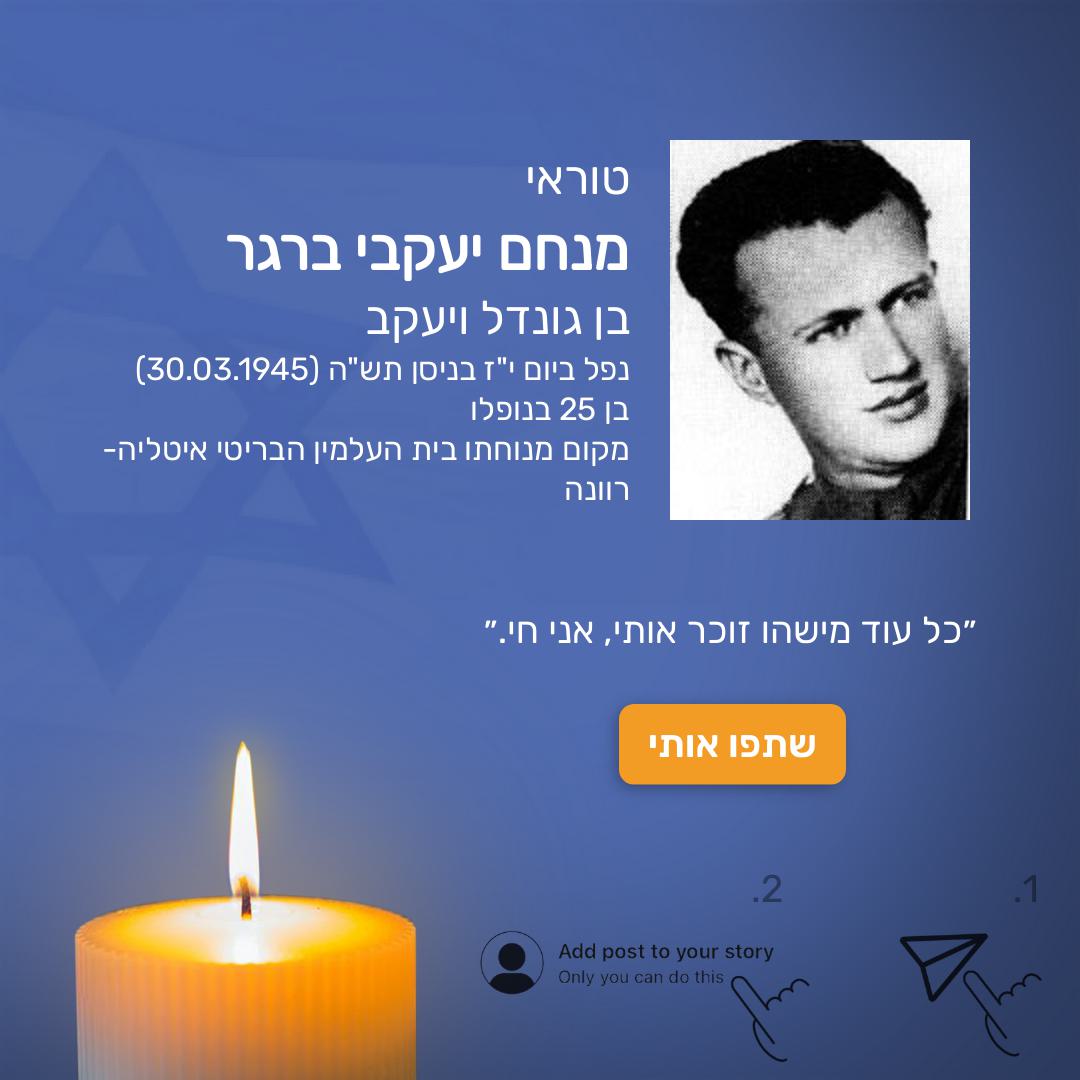 טוראי
מנחם יעקבי ברגר
בן גונדל ויעקב
נפל ביום י"ז בניסן תש"ה (30.03.1945)
בן 25 בנופלו
מקום מנוחתו בית העלמין הבריטי איטליה-
רוונה
״כל עוד מישהו זוכר אותי, אני חי.״
שתפו אותי
.1
.2
Add post to your story
Only you can do this